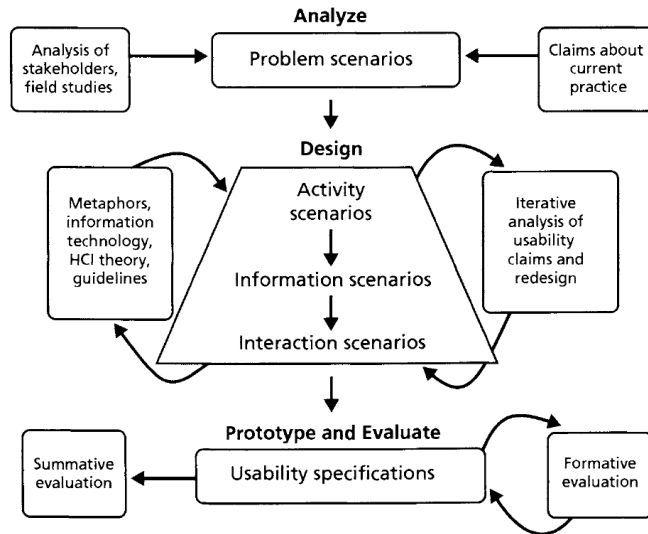 Analyze
Analysis of
stakeholders,
field studies
Problem scenarios
Claims about
current
practice
Design
Metaphors,
information
technology,
HCI theory,
guidelines
Activity
scenarios
Information scenarios
Interaction scenarios
Iterative
analysis of
usability
claims and
redesign
Prototype and Evaluate
Summative
evaluation
Usability specifications
Formative
evaluation